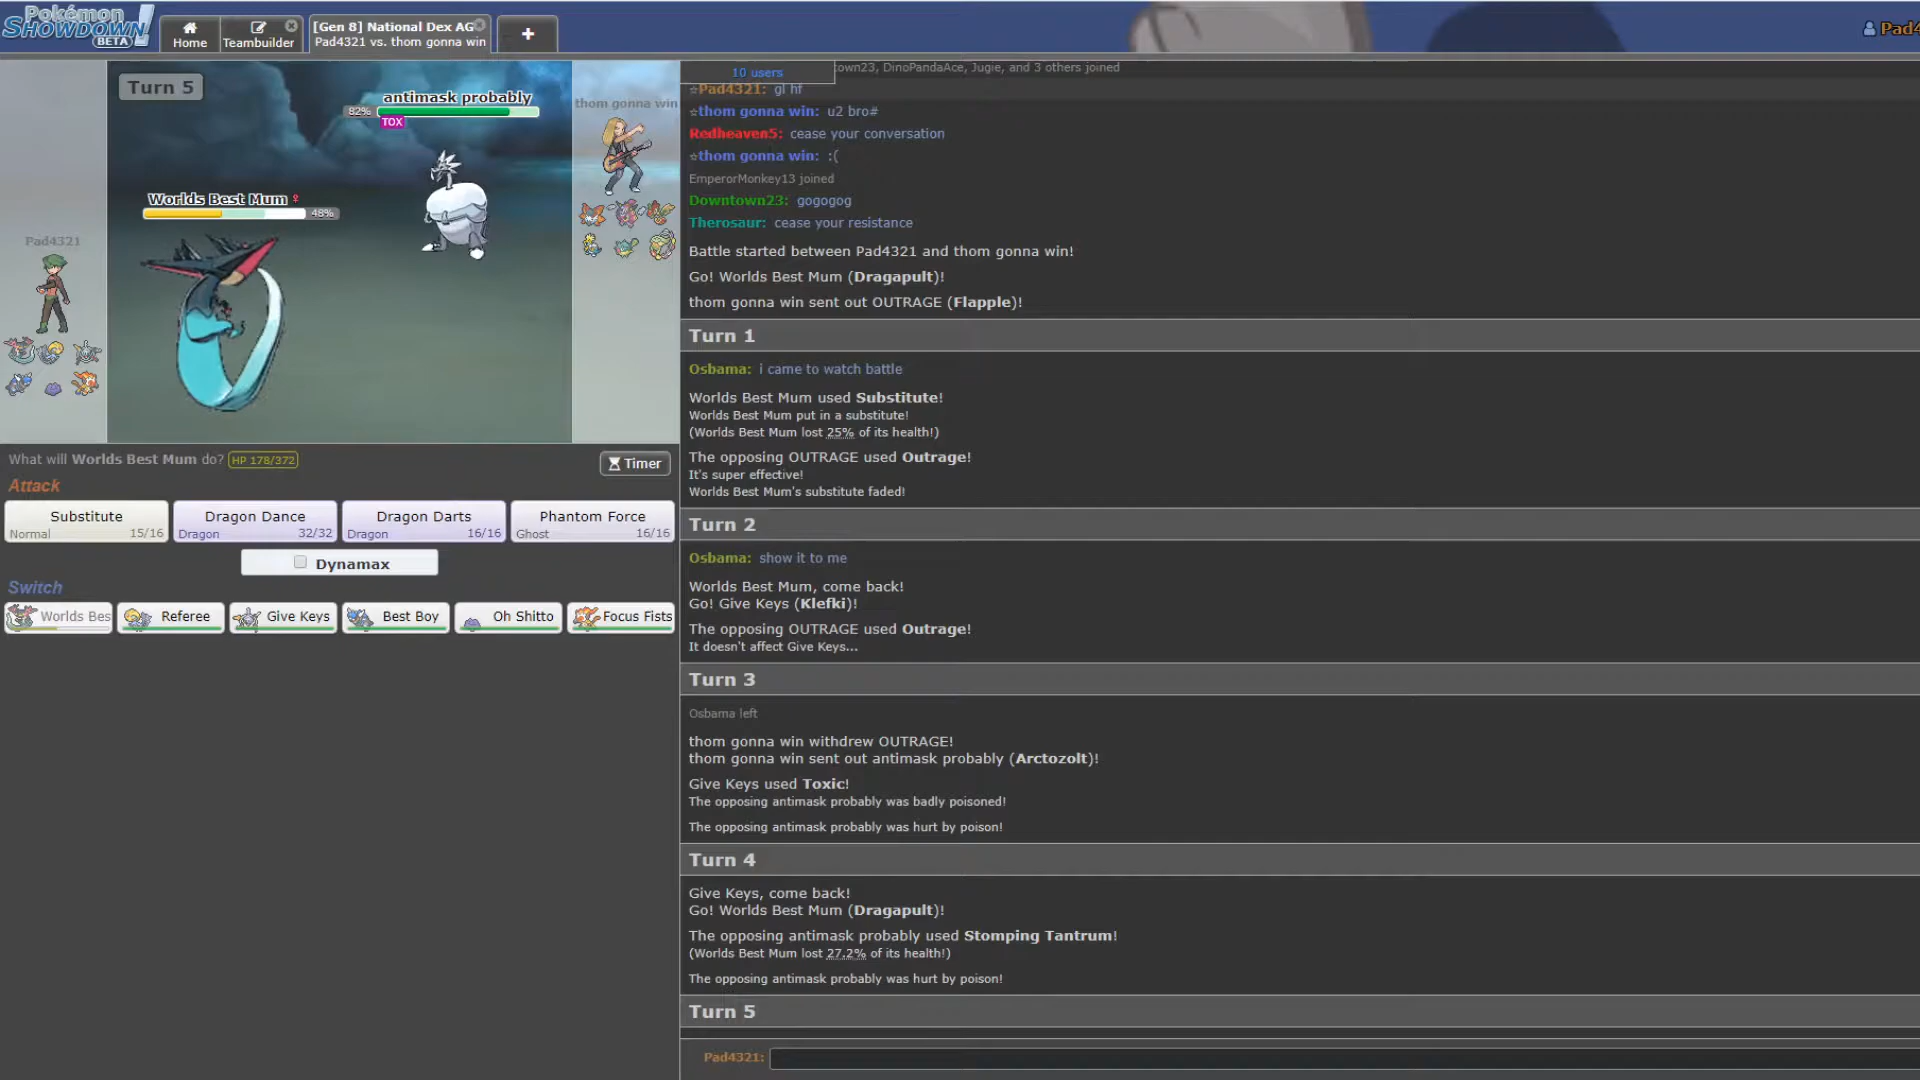 Pokémon
SHOWDOWN!
BETA
Home
Teambuilder
[Gen 8] National Dex AG
Pad4321 vs. thom gonna win
+
Pad4
Turn 5
antimask probably
82%
TOX
Worlds Best Mum ♀
48%
Pad4321
thom gonna win
What will Worlds Best Mum do? HP 178/372
Timer
Attack
Substitute
Normal 15/16
Dragon Dance
Dragon 32/32
Dragon Darts
Dragon 16/16
Phantom Force
Ghost 16/16
Dynamax
Switch
Worlds Bes
Referee
Give Keys
Best Boy
Oh Shitto
Focus Fists
10 users
town23, DinoPandaAce, Jugie, and 3 others joined
☆Pad4321: gl hf
☆thom gonna win: u2 bro#
Redheaven5: cease your conversation
☆thom gonna win: :(
EmperorMonkey13 joined
Downtown23: gogogog
Therosaur: cease your resistance
Battle started between Pad4321 and thom gonna win!
Go! Worlds Best Mum (Dragapult)!
thom gonna win sent out OUTRAGE (Flapple)!
Turn 1
Osbama: i came to watch battle
Worlds Best Mum used Substitute!
Worlds Best Mum put in a substitute!
(Worlds Best Mum lost 25% of its health!)
The opposing OUTRAGE used Outrage!
It's super effective!
Worlds Best Mum's substitute faded!
Turn 2
Osbama: show it to me
Worlds Best Mum, come back!
Go! Give Keys (Klefki)!
The opposing OUTRAGE used Outrage!
It doesn't affect Give Keys...
Turn 3
Osbama left
thom gonna win withdrew OUTRAGE!
thom gonna win sent out antimask probably (Arctozolt)!
Give Keys used Toxic!
The opposing antimask probably was badly poisoned!
The opposing antimask probably was hurt by poison!
Turn 4
Give Keys, come back!
Go! Worlds Best Mum (Dragapult)!
The opposing antimask probably used Stomping Tantrum!
(Worlds Best Mum lost 27.2% of its health!)
The opposing antimask probably was hurt by poison!
Turn 5
Pad4321: